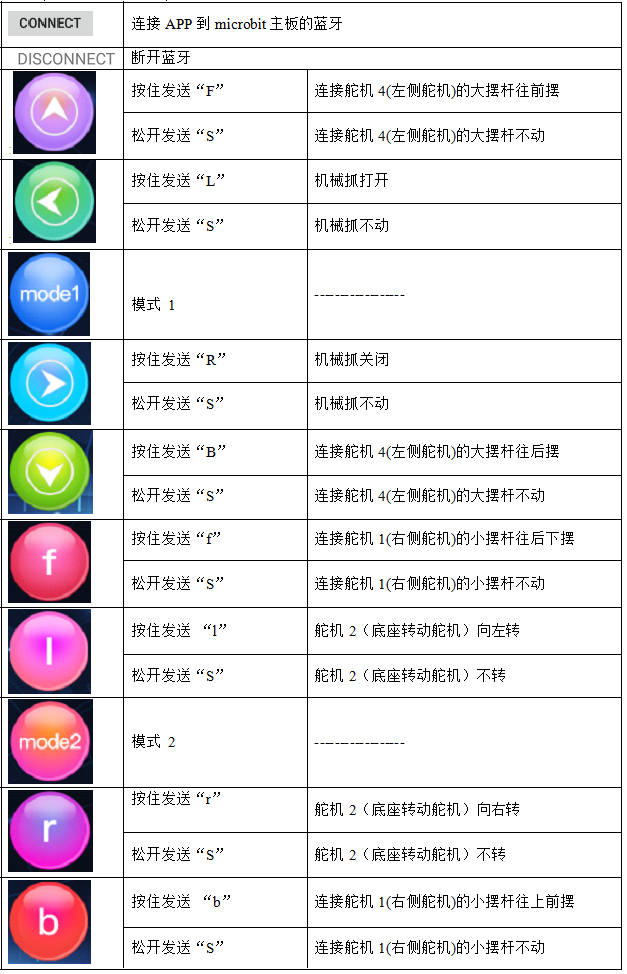 CONNECT 连接 APP 到 microbit 主板的蓝牙
DISCONNECT 断开蓝牙
按住发送“F” 连接舵机 4(左侧舵机)的大摆杆往前摆
松开发送“S” 连接舵机 4(左侧舵机)的大摆杆不动
按住发送“L” 机械抓打开
松开发送“S” 机械抓不动
mode1 模式 1 ------------------
按住发送“R” 机械抓关闭
松开发送“S” 机械抓不动
按住发送“B” 连接舵机 4(左侧舵机)的大摆杆往后摆
松开发送“S” 连接舵机 4(左侧舵机)的大摆杆不动
f
按住发送“f” 连接舵机 1(右侧舵机)的小摆杆往后下摆
松开发送“S” 连接舵机 1(右侧舵机)的小摆杆不动
l
按住发送 “l” 舵机 2（底座转动舵机）向左转
松开发送“S” 舵机 2（底座转动舵机）不转
mode2 模式 2 ------------------
r
按住发送“r” 舵机 2（底座转动舵机）向右转
松开发送“S” 舵机 2（底座转动舵机）不转
b
按住发送 “b” 连接舵机 1(右侧舵机)的小摆杆往上前摆
松开发送“S” 连接舵机 1(右侧舵机)的小摆杆不动